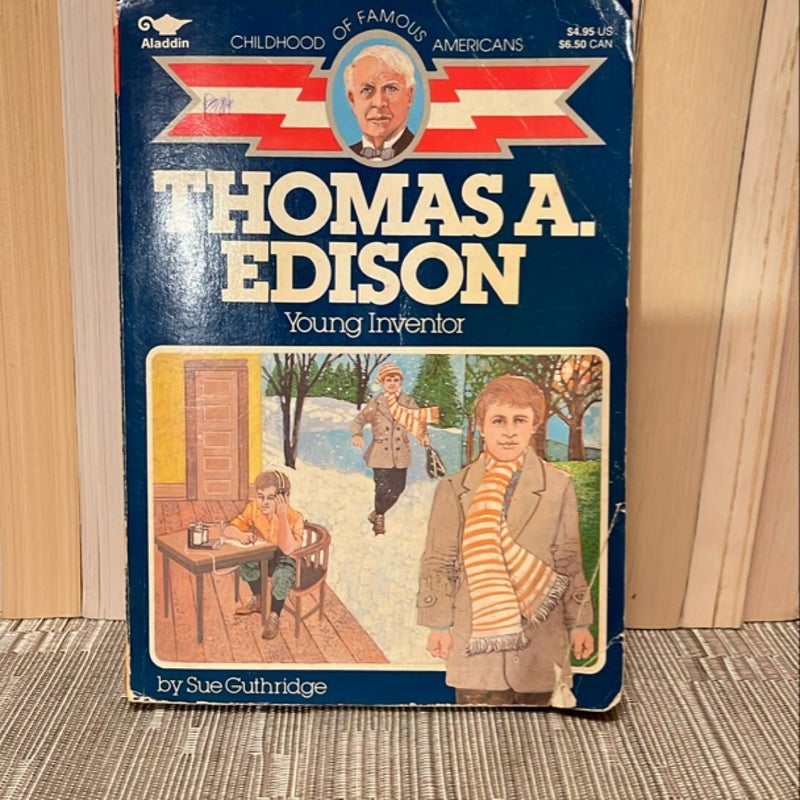 Aladdin
CHILDHOOD OF FAMOUS AMERICANS
$4.95 US
$6.50 CAN
THOMAS A.
EDISON
Young Inventor
by Sue Guthridge